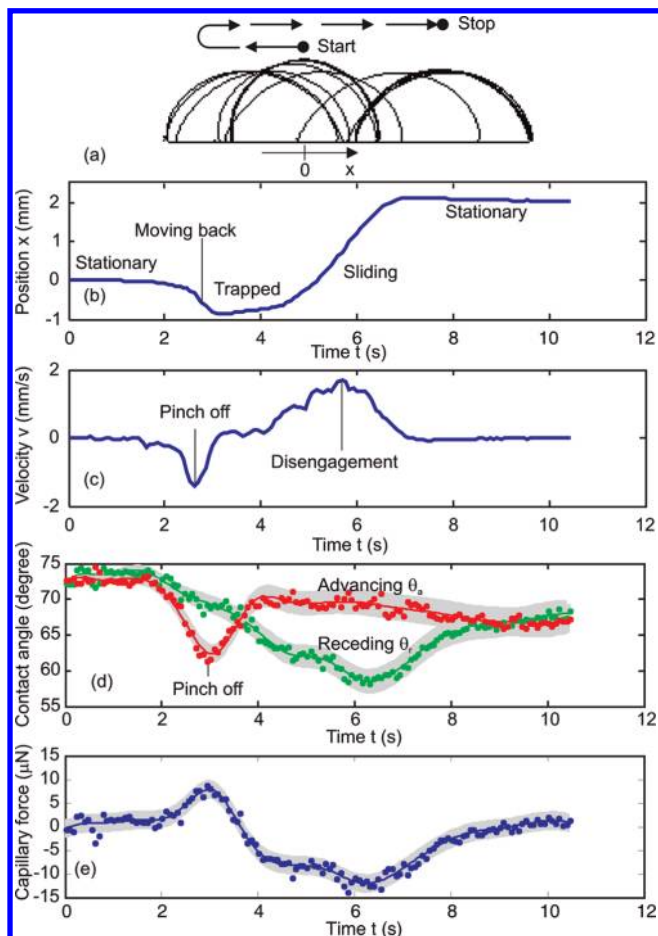 Stop
Start
(a)
0 x
Position x (mm)
2
0
-1
Stationary
Moving back
Trapped
Sliding
Stationary
(b)
0 2 4 6 8 10 12
Time t (s)
Velocity v (mm/s)
2
0
-2
Pinch off
Disengagement
(c)
0 2 4 6 8 10 12
Time t (s)
Contact angle (degree)
75
70
65
60
55
Advancing θa
Receding θr
Pinch off
(d)
0 2 4 6 8 10 12
Time t (s)
Capillary force (μN)
15
10
5
0
-5
-10
-15
(e)
0 2 4 6 8 10 12
Time t (s)